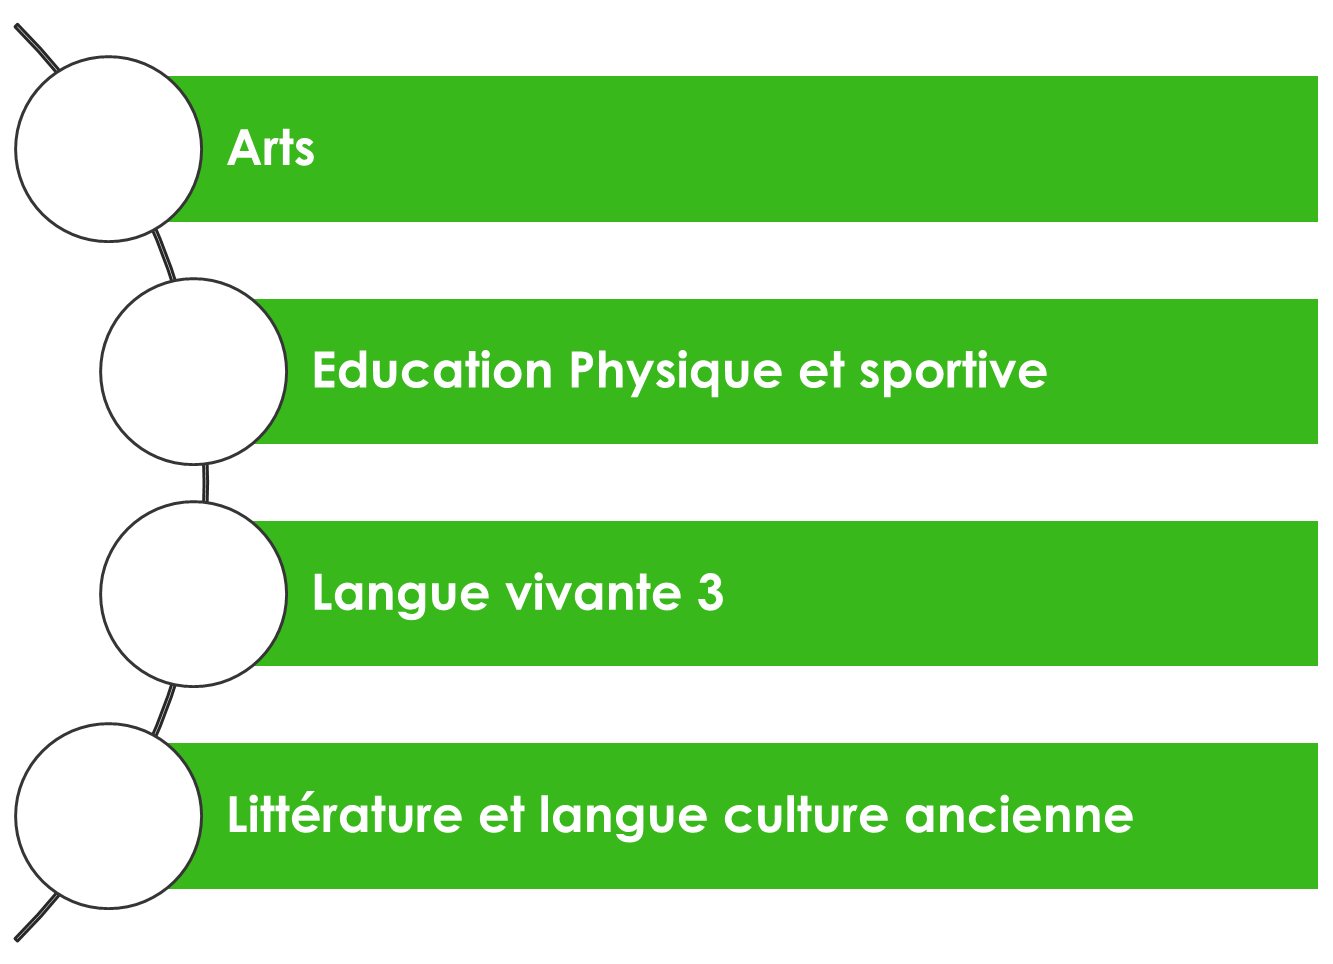 Arts
Education Physique et sportive
Langue vivante 3
Littérature et langue culture ancienne